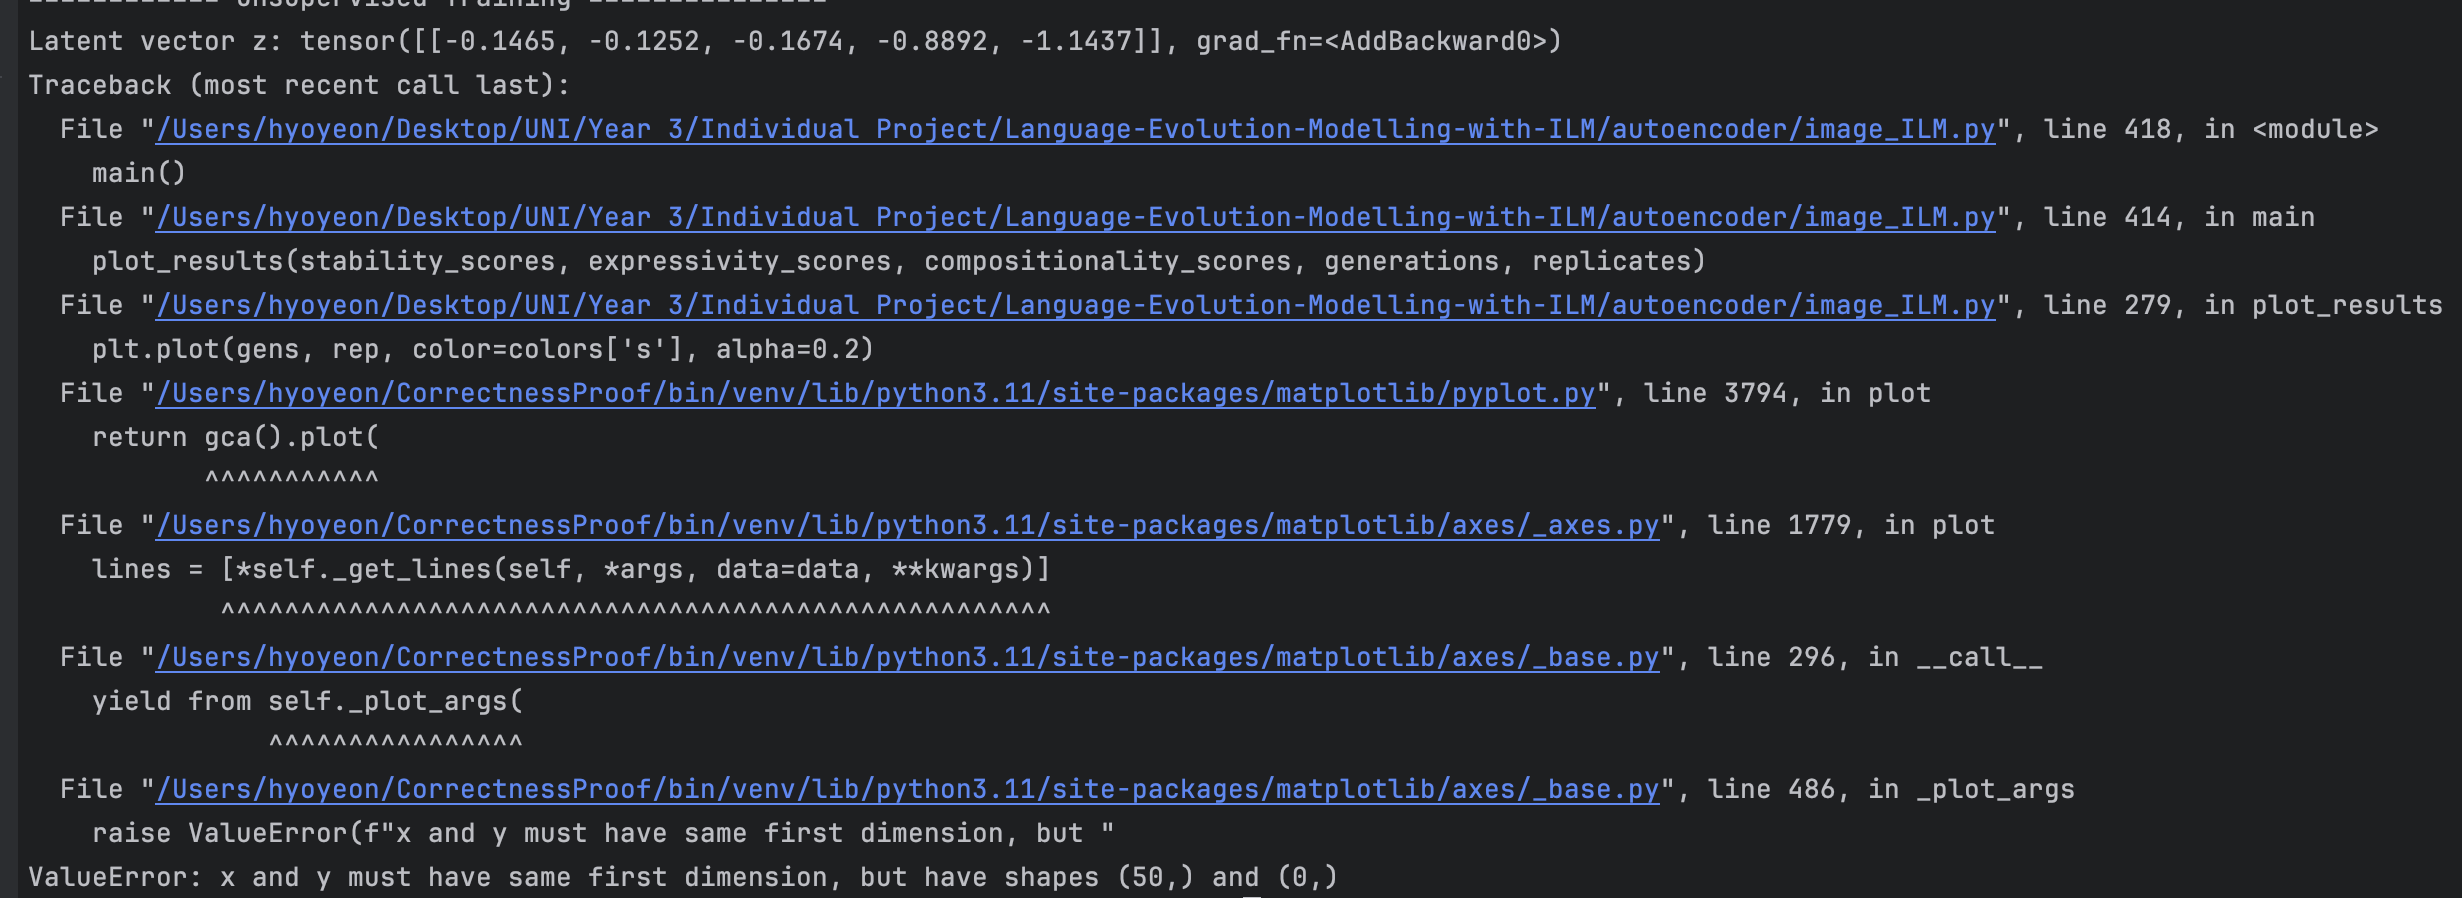 ------------ Unsupervised Training ---------------
Latent vector z: tensor([[-0.1465, -0.1252, -0.1674, -0.8892, -1.1437]], grad_fn=<AddBackward0>)
Traceback (most recent call last):
  File "/Users/hyoyeon/Desktop/UNI/Year 3/Individual Project/Language-Evolution-Modelling-with-ILM/autoencoder/image_ILM.py", line 418, in <module>
    main()
  File "/Users/hyoyeon/Desktop/UNI/Year 3/Individual Project/Language-Evolution-Modelling-with-ILM/autoencoder/image_ILM.py", line 414, in main
    plot_results(stability_scores, expressivity_scores, compositionality_scores, generations, replicates)
  File "/Users/hyoyeon/Desktop/UNI/Year 3/Individual Project/Language-Evolution-Modelling-with-ILM/autoencoder/image_ILM.py", line 279, in plot_results
    plt.plot(gens, rep, color=colors['s'], alpha=0.2)
  File "/Users/hyoyeon/CorrectnessProof/bin/venv/lib/python3.11/site-packages/matplotlib/pyplot.py", line 3794, in plot
    return gca().plot(
           ^^^^^^^^^^^
  File "/Users/hyoyeon/CorrectnessProof/bin/venv/lib/python3.11/site-packages/matplotlib/axes/_axes.py", line 1779, in plot
    lines = [*self._get_lines(self, *args, data=data, **kwargs)]
            ^^^^^^^^^^^^^^^^^^^^^^^^^^^^^^^^^^^^^^^^^^^^^^^^^^^^
  File "/Users/hyoyeon/CorrectnessProof/bin/venv/lib/python3.11/site-packages/matplotlib/axes/_base.py", line 296, in __call__
    yield from self._plot_args(
               ^^^^^^^^^^^^^^^^
  File "/Users/hyoyeon/CorrectnessProof/bin/venv/lib/python3.11/site-packages/matplotlib/axes/_base.py", line 486, in _plot_args
    raise ValueError(f"x and y must have same first dimension, but "
ValueError: x and y must have same first dimension, but have shapes (50,) and (0,)